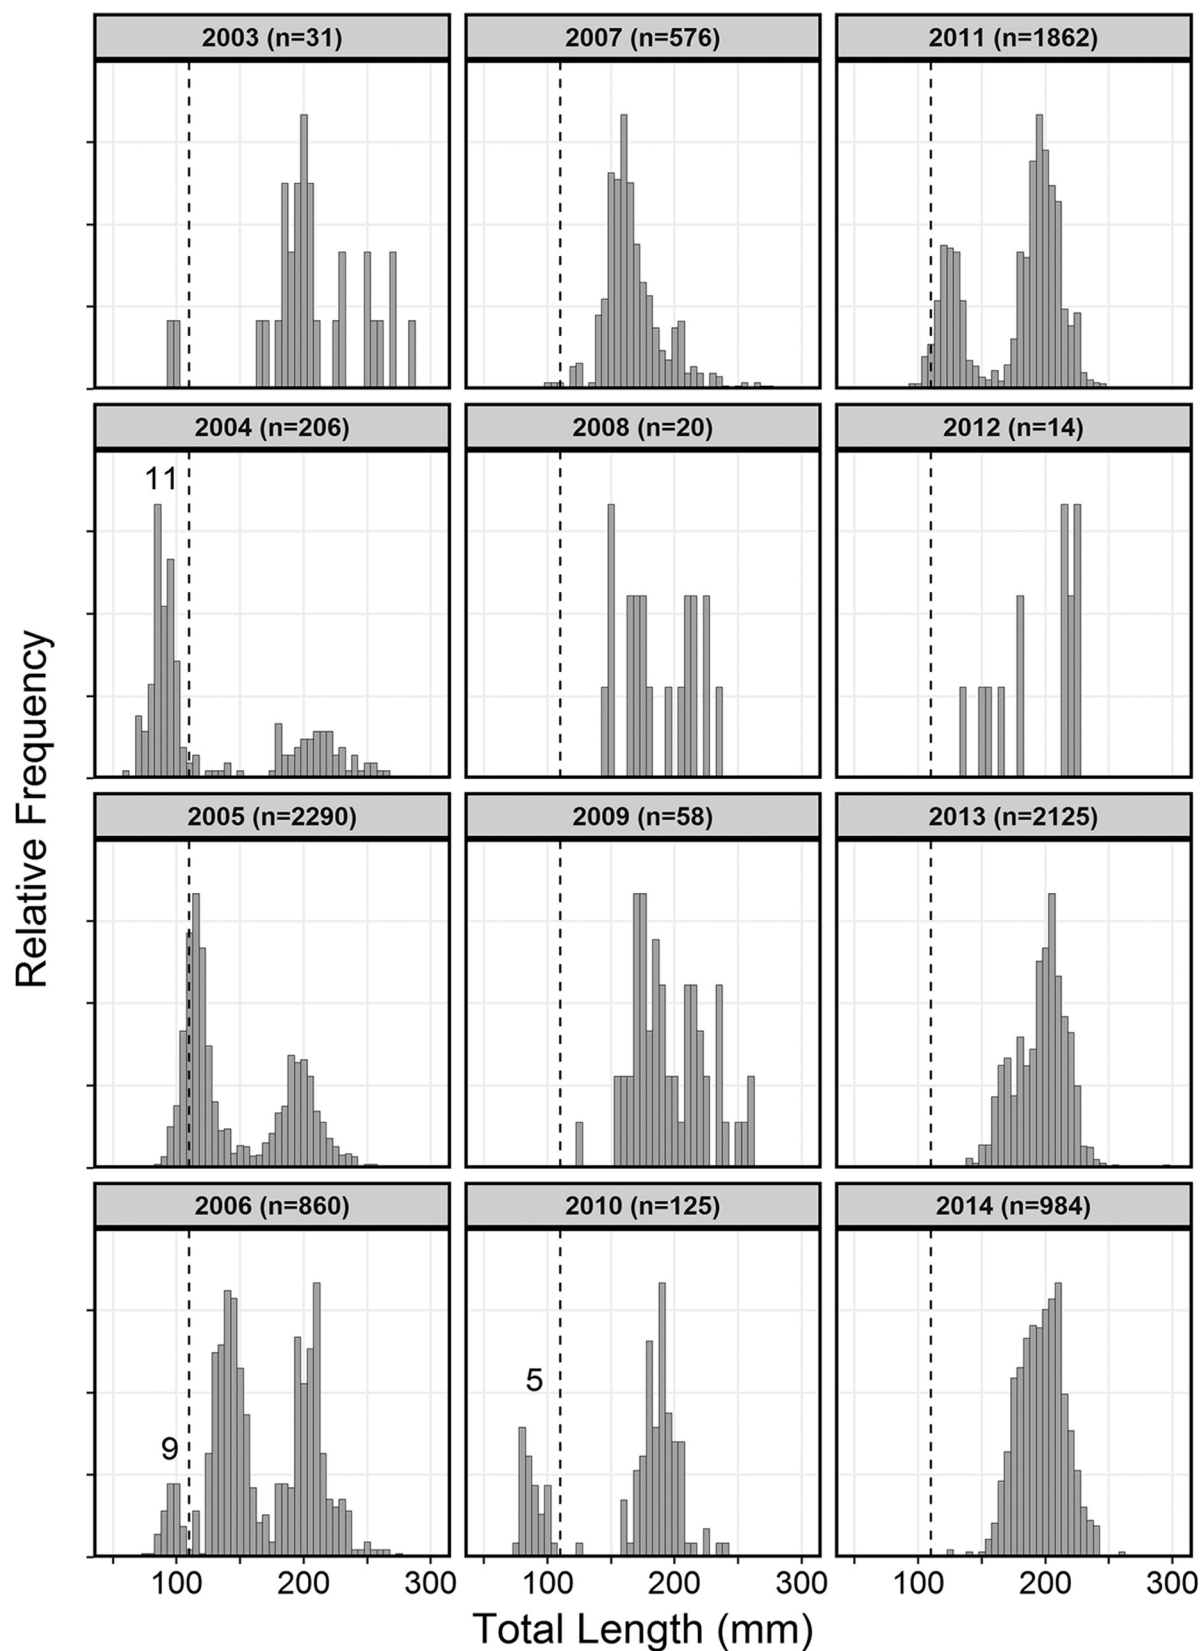 2003 (n=31)
2007 (n=576)
2011 (n=1862)
2004 (n=206)
2008 (n=20)
2012 (n=14)
11
2005 (n=2290)
2009 (n=58)
2013 (n=2125)
2006 (n=860)
2010 (n=125)
2014 (n=984)
9
5
Relative Frequency
100 200 300
100 200 300
100 200 300
Total Length (mm)